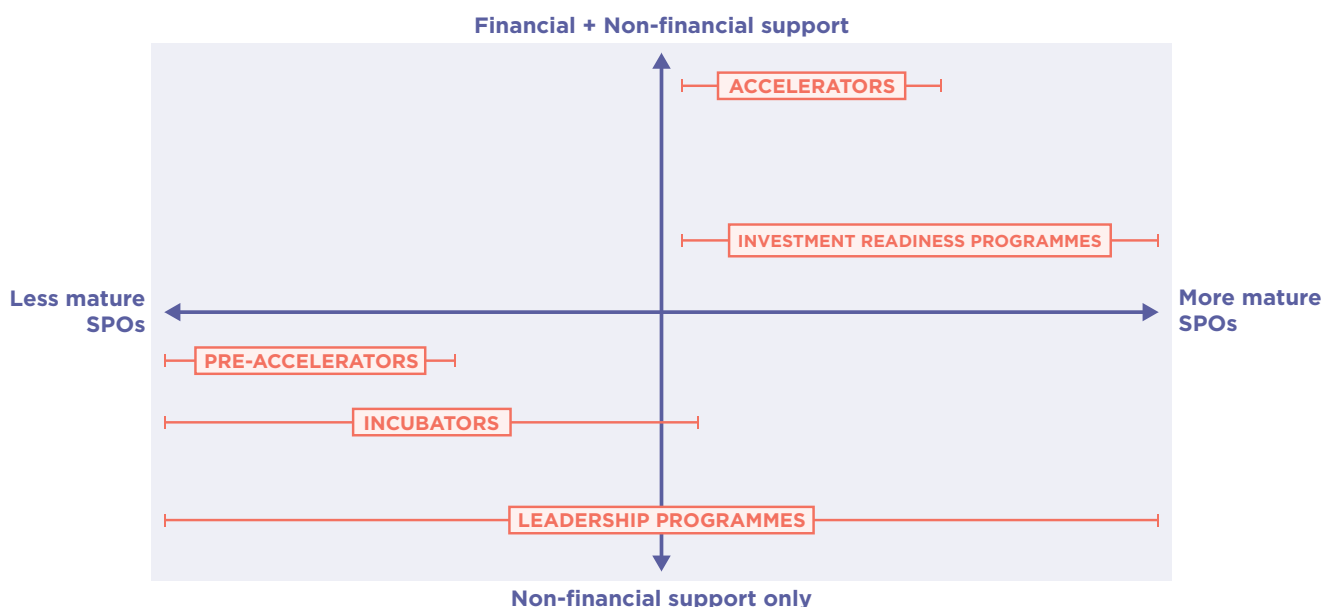 Financial + Non-financial support
ACCELERATORS
INVESTMENT READINESS PROGRAMMES
Less mature
SPOs
More mature
SPOs
PRE-ACCELERATORS
INCUBATORS
LEADERSHIP PROGRAMMES
Non-financial support only